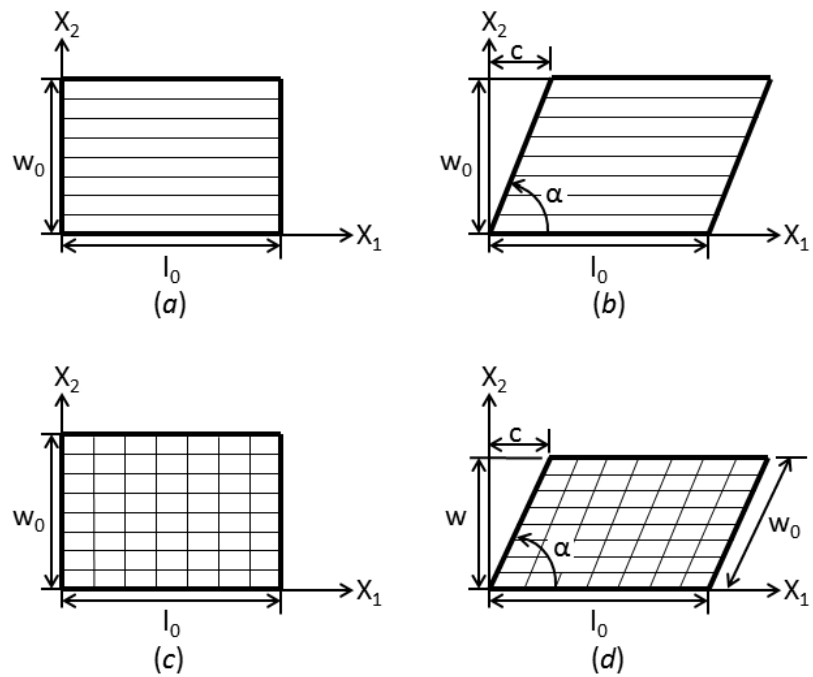 X₂
w₀
X₁
l₀
(a)
X₂
c
w₀
α
X₁
l₀
(b)
X₂
w₀
X₁
l₀
(c)
X₂
c
w
α
w₀
X₁
l₀
(d)